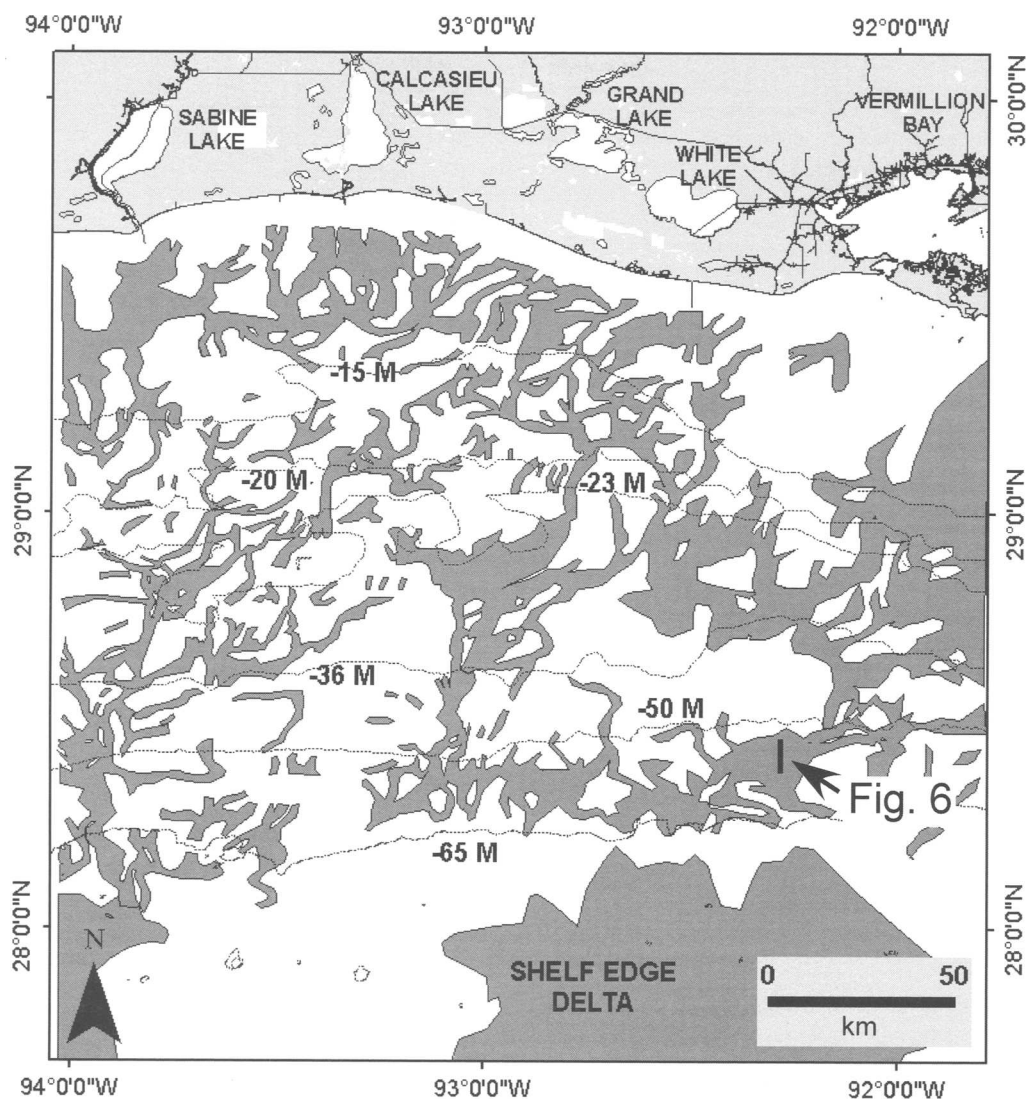 94°0'0"W
93°0'0"W
92°0'0"W
CALCASIEU
LAKE
GRAND
LAKE
VERMILLION
BAY
SABINE
LAKE
WHITE
LAKE
30°0'0"N
-15 M
-20 M
-23 M
29°0'0"N
29°0'0"N
-36 M
-50 M
Fig. 6
-65 M
28°0'0"N
28°0'0"N
N
SHELF EDGE
DELTA
0
50
km
94°0'0"W
93°0'0"W
92°0'0"W